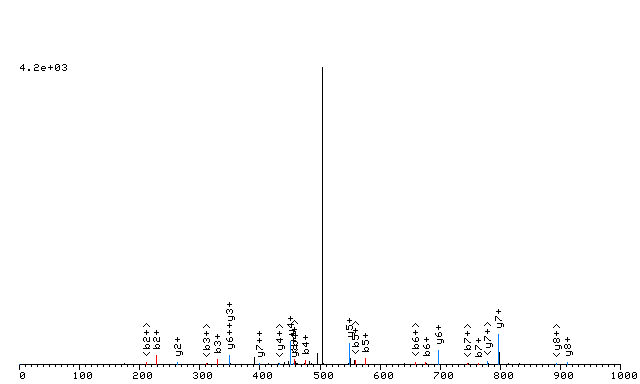 4.2e+03
<b2+>
b2+
y2+
<b3+>
b3+
y6++y3+
y7++
<y4+>
y4+
b4+
y5+
<b5+>
b5+
<b6+>
b6+
y6+
<b7+>
b7+
<y7+>
y7+
<y8+>
y8+
0 100 200 300 400 500 600 700 800 900 1000